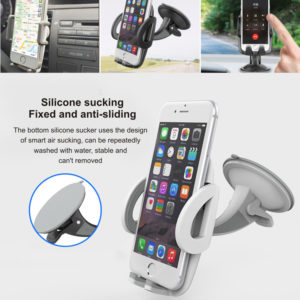 Silicone sucking
Fixed and anti-sliding
The bottom silicone sucker uses the design
of smart air sucking, can be repeatedly
washed with water, stable and
can't removed